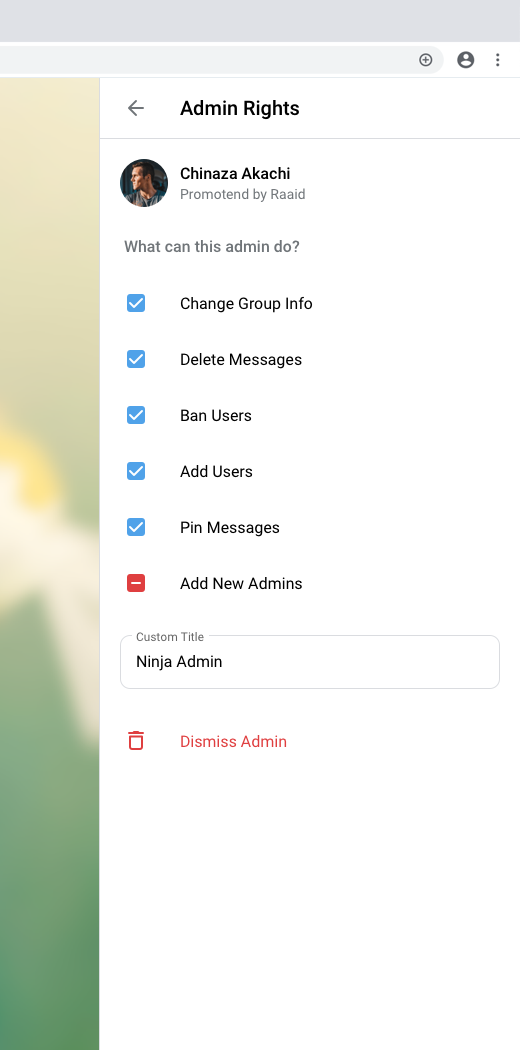 Admin Rights
Chinaza Akachi
Promotend by Raaid
What can this admin do?
Change Group Info
Delete Messages
Ban Users
Add Users
Pin Messages
Add New Admins
Custom Title
Ninja Admin
Dismiss Admin